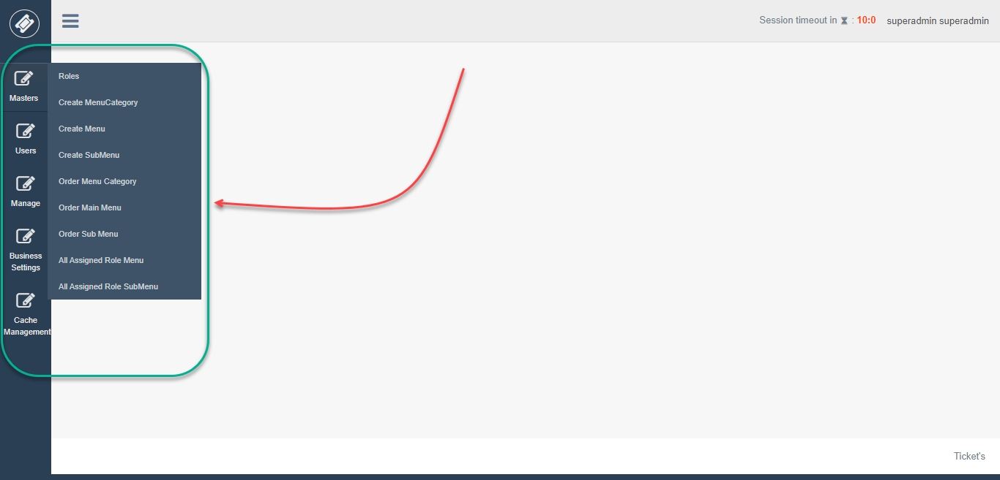 Session timeout in : 10:0 superadmin superadmin
Masters
Users
Manage
Business
Settings
Cache
Management
Roles
Create MenuCategory
Create Menu
Create SubMenu
Order Menu Category
Order Main Menu
Order Sub Menu
All Assigned Role Menu
All Assigned Role SubMenu
Ticket's